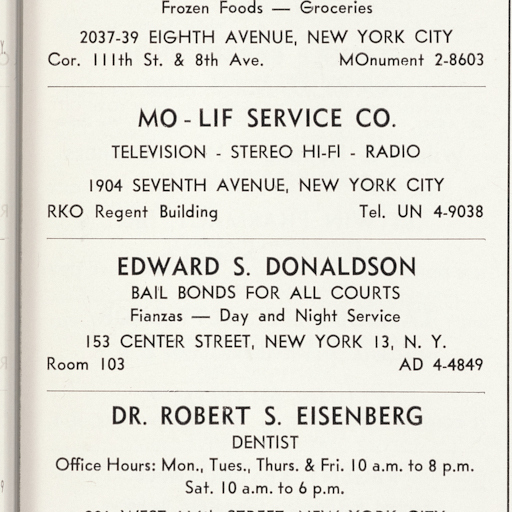 Frozen Foods — Groceries
2037-39 EIGHTH AVENUE, NEW YORK CITY
Cor. 111th St. & 8th Ave. MOnument 2-8603
MO - LIF SERVICE CO.
TELEVISION - STEREO HI-FI - RADIO
1904 SEVENTH AVENUE, NEW YORK CITY
RKO Regent Building Tel. UN 4-9038
EDWARD S. DONALDSON
BAIL BONDS FOR ALL COURTS
Fianzas — Day and Night Service
153 CENTER STREET, NEW YORK 13, N. Y.
Room 103 AD 4-4849
DR. ROBERT S. EISENBERG
DENTIST
Office Hours: Mon., Tues., Thurs. & Fri. 10 a.m. to 8 p.m.
Sat. 10 a.m. to 6 p.m.